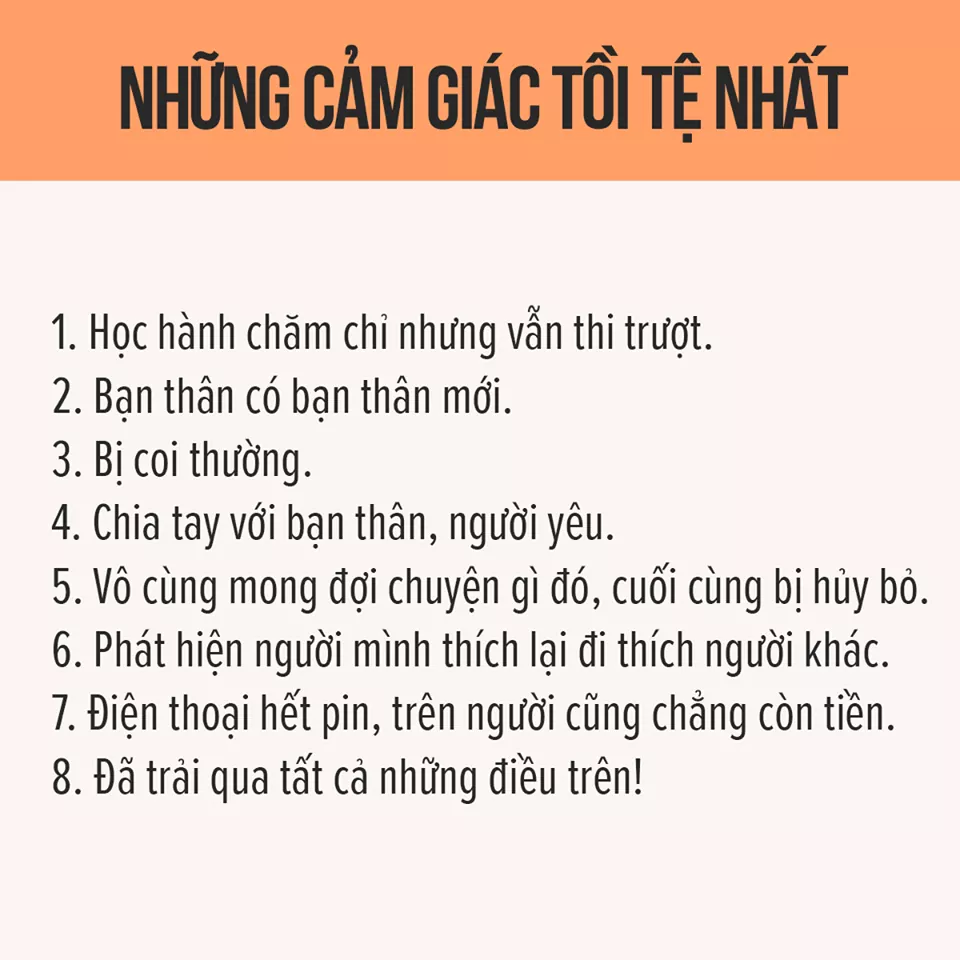 NHỮNG CẢM GIÁC TỒI TỆ NHẤT
1. Học hành chăm chỉ nhưng vẫn thi trượt.
2. Bạn thân có bạn thân mới.
3. Bị coi thường.
4. Chia tay với bạn thân, người yêu.
5. Vô cùng mong đợi chuyện gì đó, cuối cùng bị hủy bỏ.
6. Phát hiện người mình thích lại đi thích người khác.
7. Điện thoại hết pin, trên người cũng chẳng còn tiền.
8. Đã trải qua tất cả những điều trên!